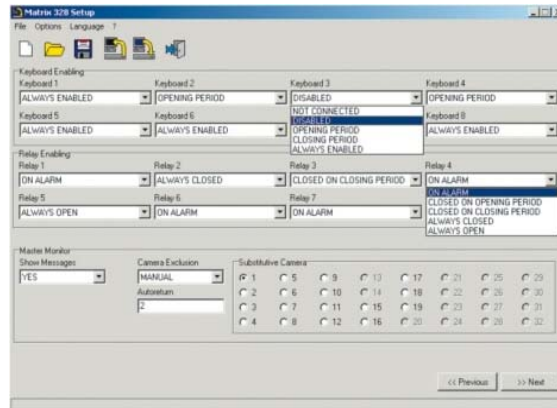 Matrix 328 Setup
File Options Language ?
Keyboard Enabling
Keyboard 1 Keyboard 2 Keyboard 3 Keyboard 4
ALWAYS ENABLED OPENING PERIOD DISABLED OPENING PERIOD
NOT CONNECTED
Keyboard 5 Keyboard 6 DISABLED Keyboard 8
ALWAYS ENABLED ALWAYS ENABLED OPENING PERIOD ALWAYS ENABLED
CLOSING PERIOD
ALWAYS ENABLED
Relay Enabling
Relay 1 Relay 2 Relay 3 Relay 4
ON ALARM ALWAYS CLOSED CLOSED ON CLOSING PERIOD ON ALARM
ON ALARM
Relay 5 Relay 6 Relay 7 CLOSED ON OPENING PERIOD
ALWAYS OPEN ON ALARM ON ALARM CLOSED ON CLOSING PERIOD
ALWAYS CLOSED
ALWAYS OPEN
Master Monitor
Show Messages Camera Exclusion Substitutive Camera
YES MANUAL 1 5 9 13 17 21 25 29
Autoreturn 2 6 10 14 18 22 26 30
2 3 7 11 15 19 23 27 31
4 8 12 16 20 24 28 32
<< Previous >> Next